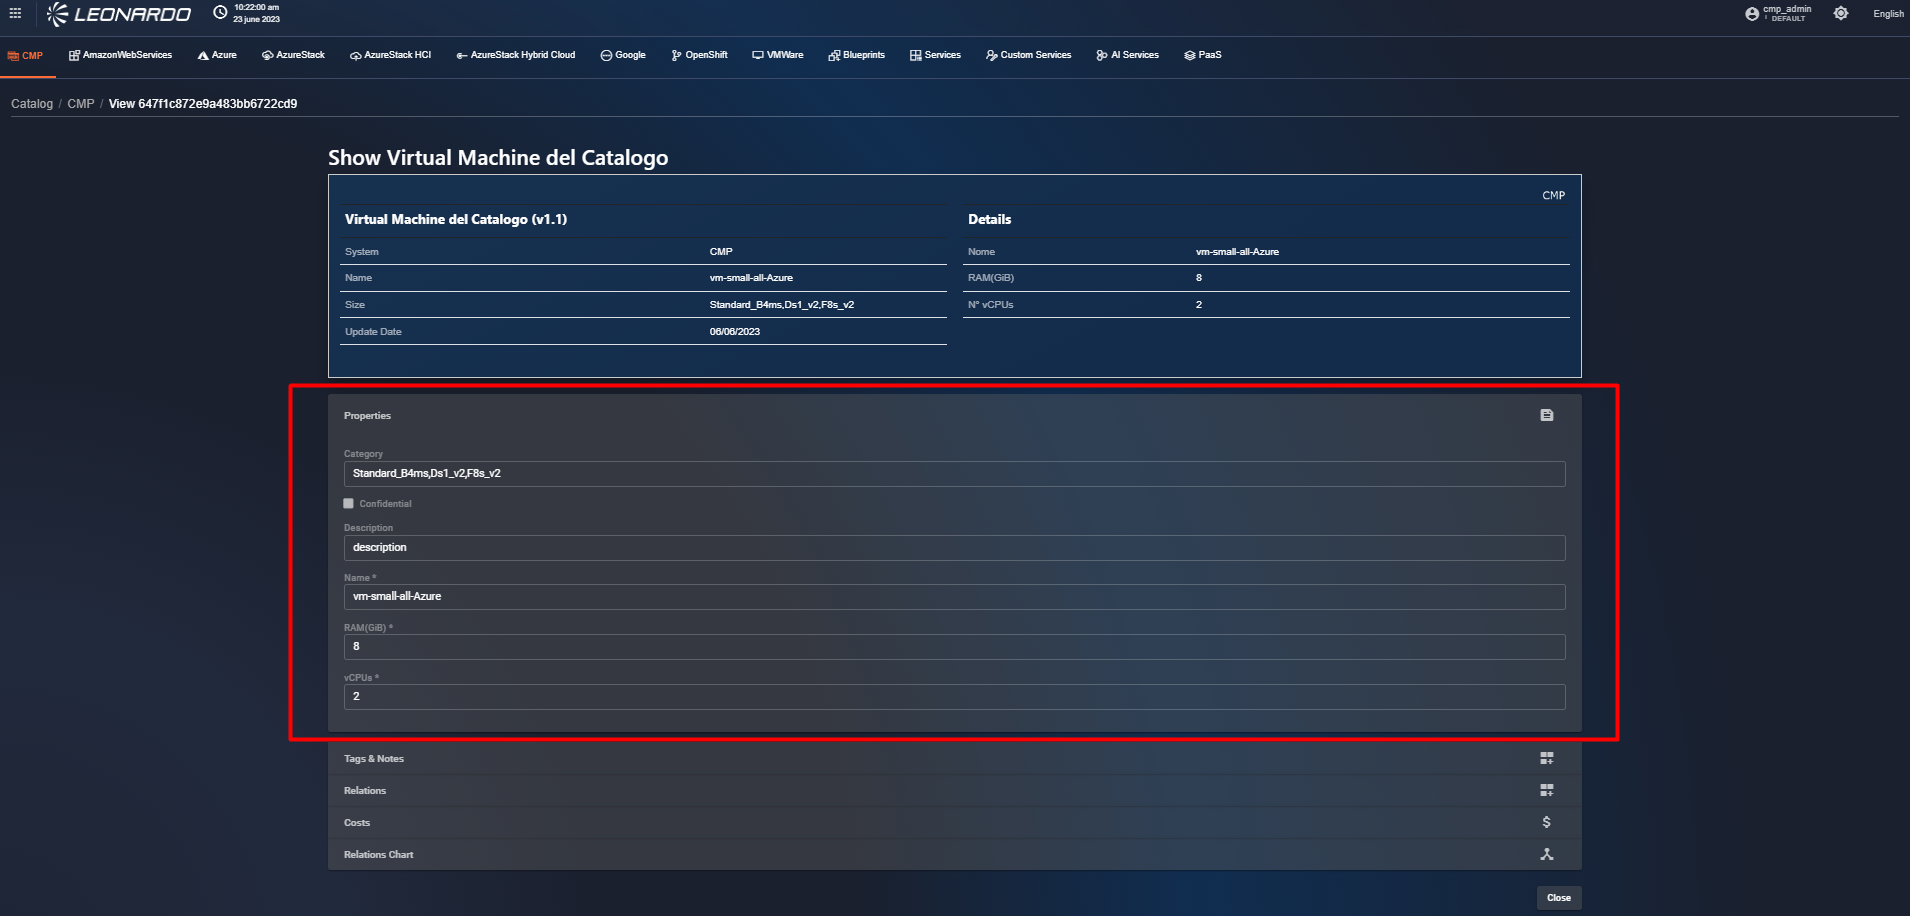 LEONARDO
10:22:00 am
23 june 2023
cmp_admin
DEFAULT
English
CMP AmazonWebServices Azure AzureStack AzureStack HCI AzureStack Hybrid Cloud Google OpenShift VMWare Blueprints Services Custom Services AI Services PaaS
Catalog / CMP / View 647f1c872e9a483bb6722cd9
Show Virtual Machine del Catalogo
CMP
Virtual Machine del Catalogo (v1.1)
System CMP
Name vm-small-all-Azure
Size Standard_B4ms,Ds1_v2,F8s_v2
Update Date 06/06/2023
Details
Nome vm-small-all-Azure
RAM(GiB) 8
N° vCPUs 2
Properties
Category
Standard_B4ms,Ds1_v2,F8s_v2
Confidential
Description
description
Name *
vm-small-all-Azure
RAM(GiB) *
8
vCPUs *
2
Tags & Notes
Relations
Costs
Relations Chart
Close